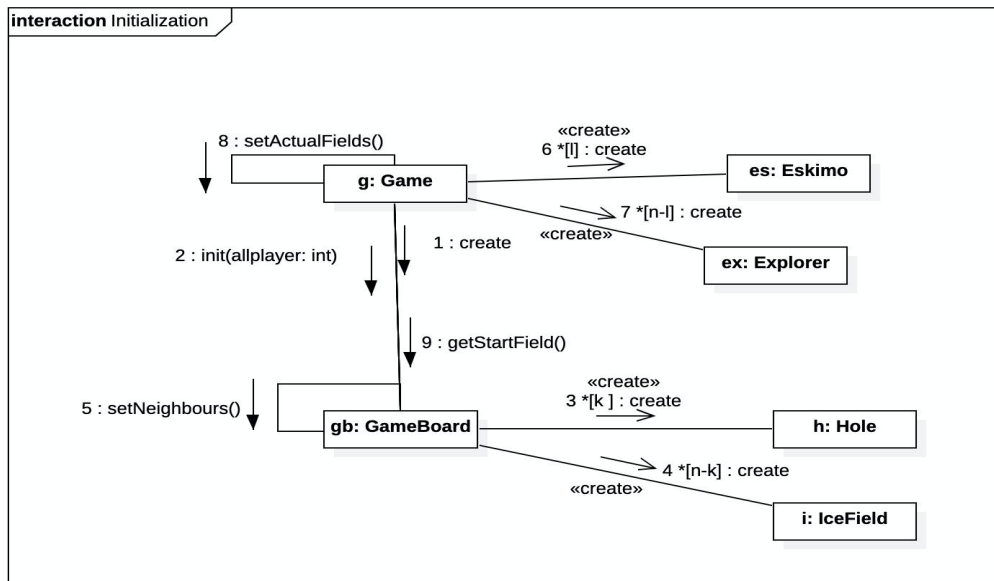 interaction Initialization
«create»
8 : setActualFields()
6 *[l] : create
g: Game
es: Eskimo
7 *[n-l] : create
«create»
1 : create
2 : init(allplayer: int)
ex: Explorer
9 : getStartField()
«create»
5 : setNeighbours()
3 *[k ] : create
gb: GameBoard
h: Hole
4 *[n-k] : create
«create»
i: IceField